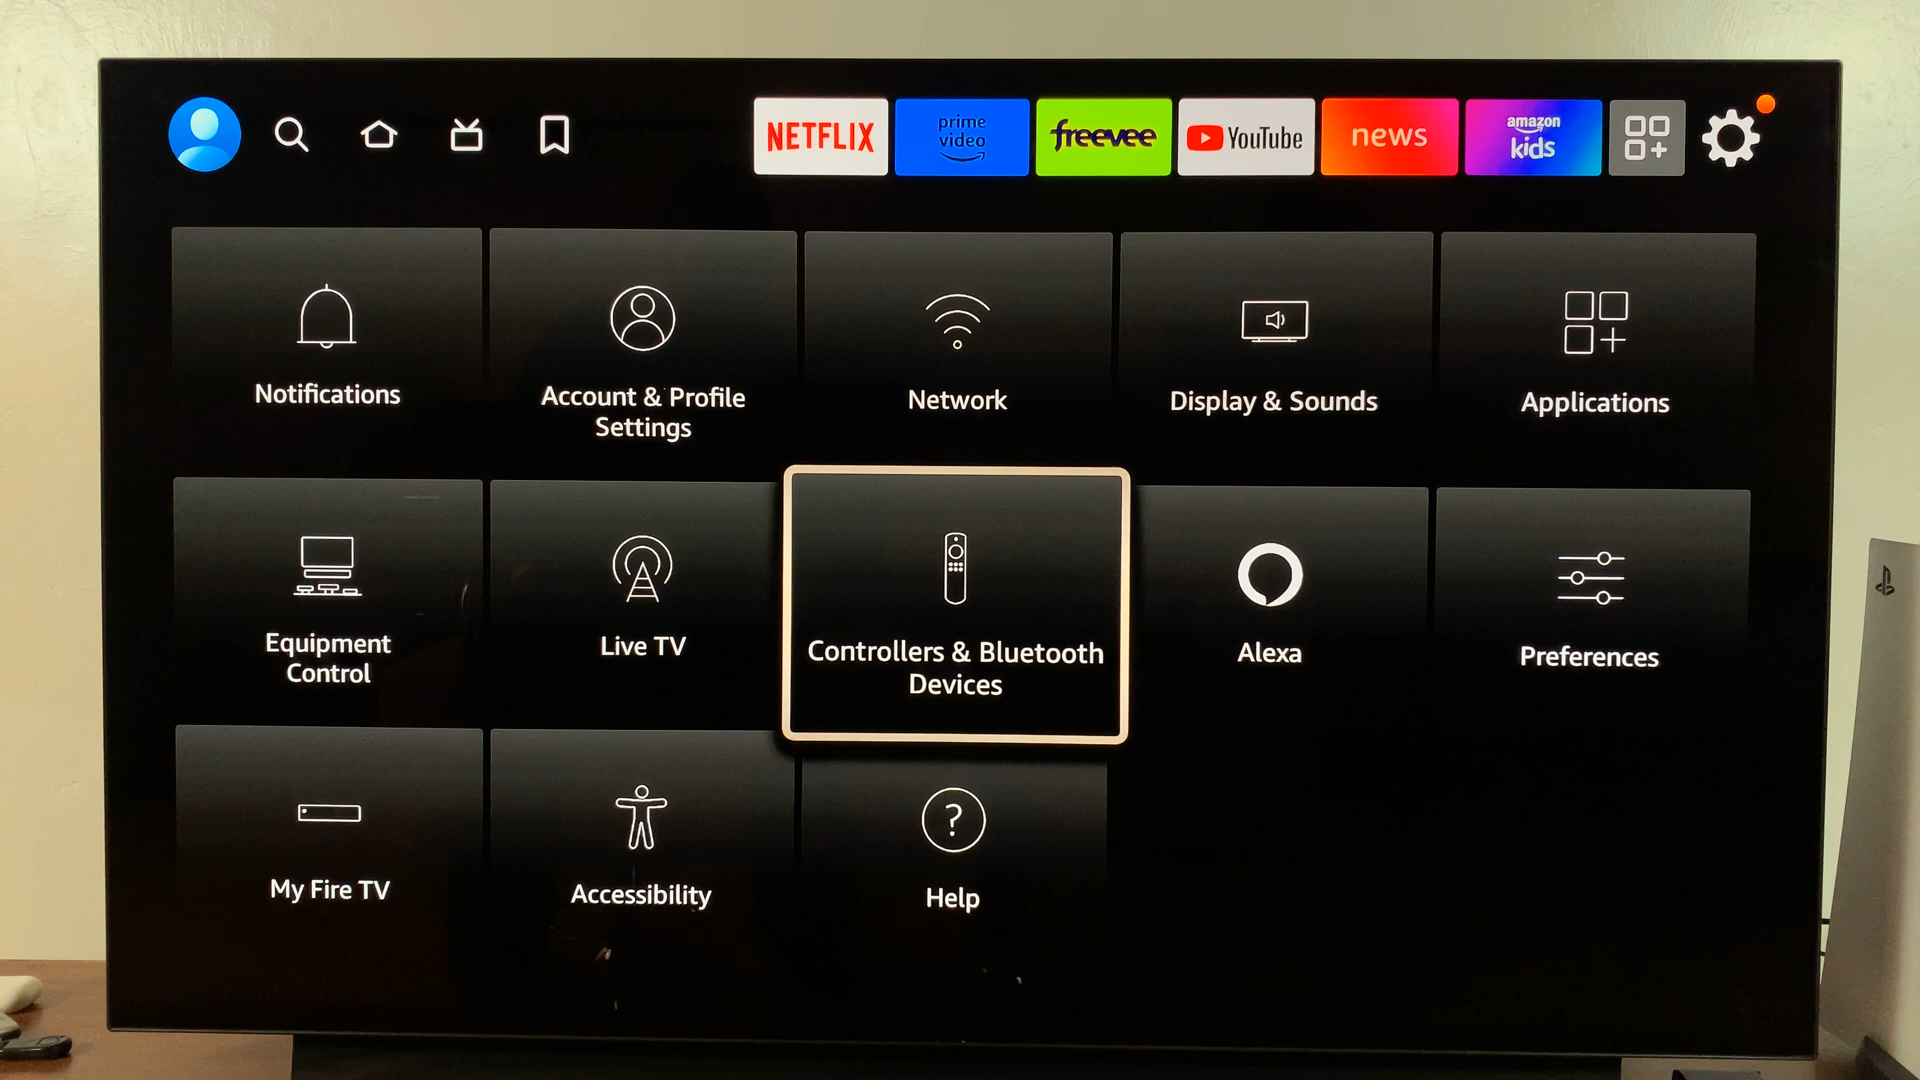 NETFLIX
prime
video
freevee
YouTube
news
amazon
kids
Notifications
Account & Profile
Settings
Network
Display & Sounds
Applications
Equipment
Control
Live TV
Controllers & Bluetooth
Devices
Alexa
Preferences
My Fire TV
Accessibility
?
Help